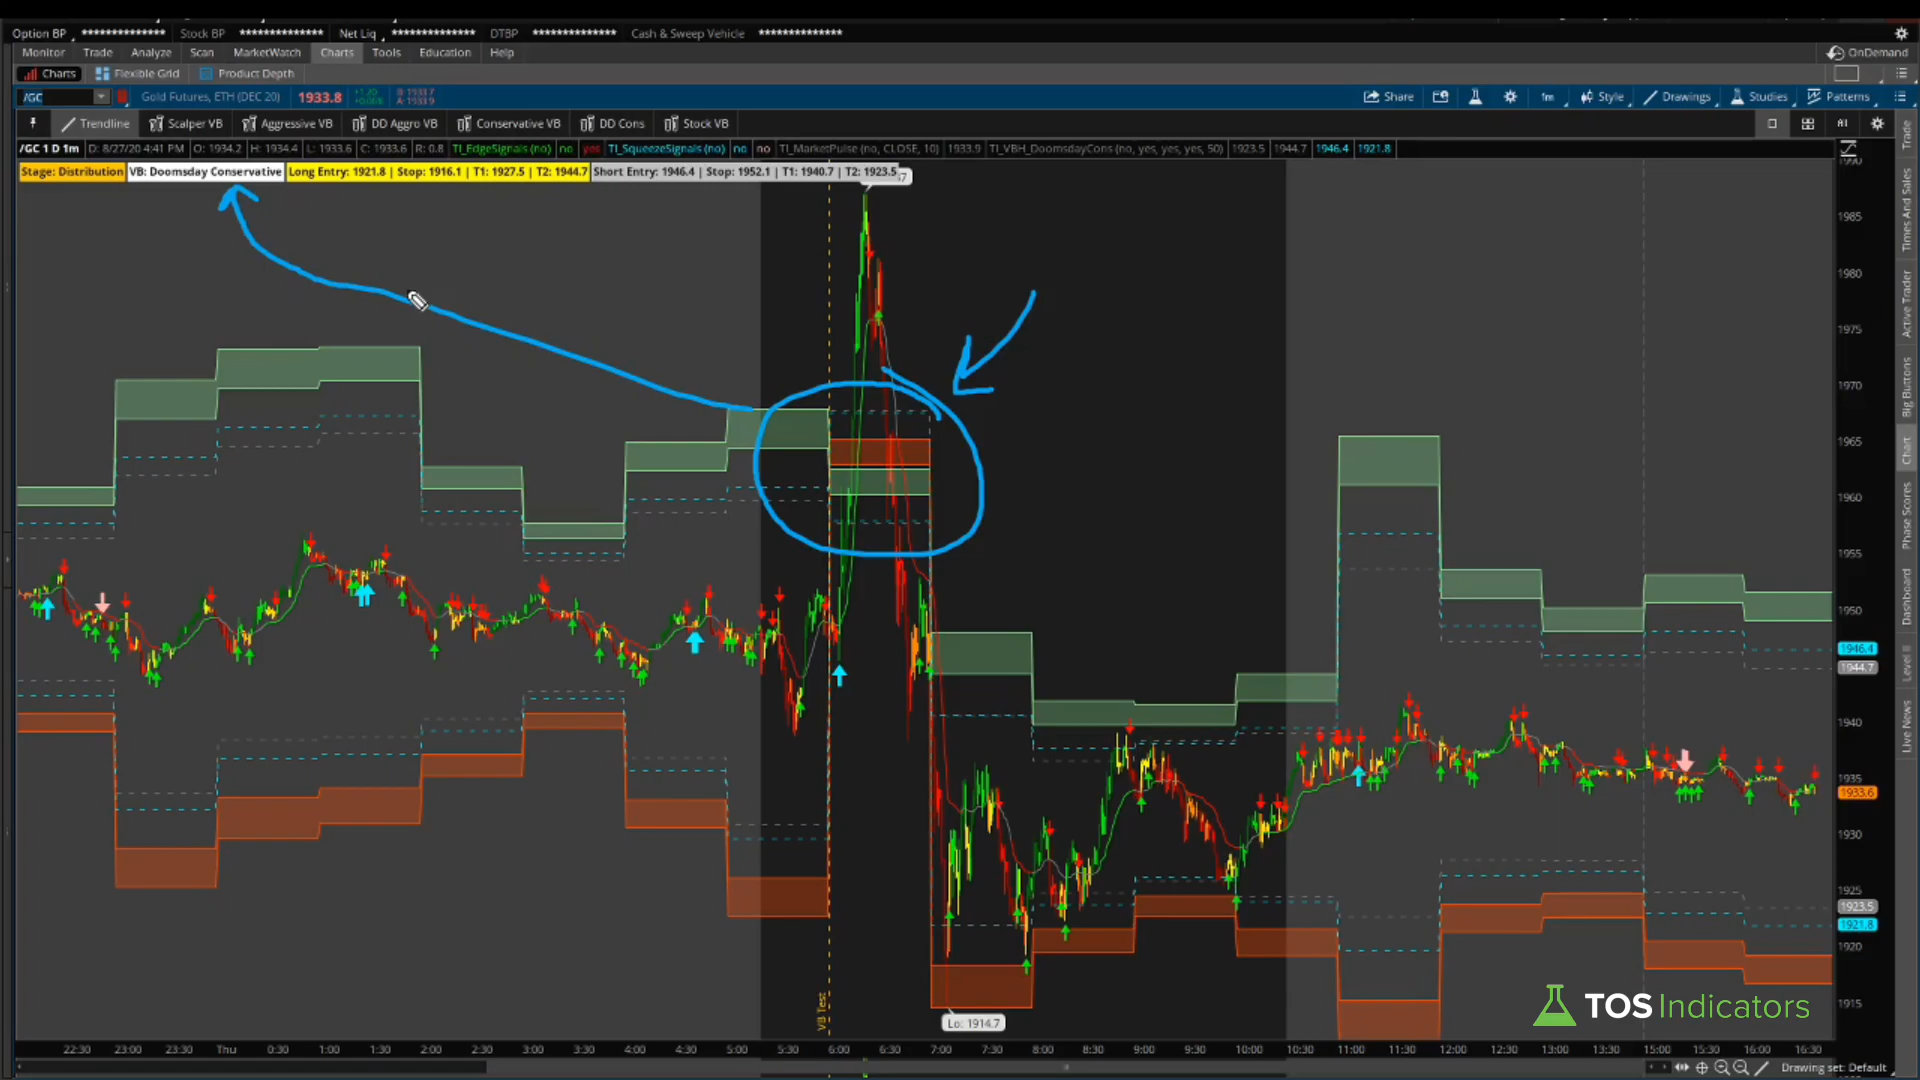 Option BP ************** Stock BP ************** Net Liq ************** DTBP ************** Cash & Sweep Vehicle **************
Monitor Trade Analyze Scan MarketWatch Charts Tools Education Help OnDemand
Charts Flexible Grid Product Depth
/GC Gold Futures, ETH (DEC 20) 1933.8 B: 1933.7 A: 1933.9 Share 1m Style Drawings Studies Patterns
Trendline Scalper VB Aggressive VB DD Aggro VB Conservative VB DD Cons Stock VB
/GC 1 D 1m D: 8/27/20 4:41 PM O: 1934.2 H: 1934.4 L: 1933.6 C: 1933.6 R: 0.8 TI_EdgeSignals (no) no yes TI_SqueezeSignals (no) no no TI_MarketPulse (no, CLOSE, 10) 1933.9 TI_VBH_DoomsdayCons (no, yes, yes, yes, 50) 1923.5 1944.7 1946.4 1921.8
Stage: Distribution VB: Doomsday Conservative Long Entry: 1921.8 | Stop: 1916.1 | T1: 1927.5 | T2: 1944.7 Short Entry: 1946.4 | Stop: 1952.1 | T1: 1940.7 | T2: 1923.5
1990
1985
1980
1975
1970
1965
1960
1955
1950
1946.4
1944.7
1940
1935
1933.6
1930
1925
1923.5
1921.8
1920
1915
Trade
Times And Sales
Active Trader
Big Buttons
Chart
Phase Scores
Dashboard
Level II
Live News
VB Test
Lo: 1914.7
TOS Indicators
22:30 23:00 23:30 Thu 0:30 1:00 1:30 2:00 2:30 3:00 3:30 4:00 4:30 5:00 5:30 6:00 6:30 7:00 7:30 8:00 8:30 9:00 9:30 10:00 10:30 11:00 11:30 12:00 12:30 13:00 13:30 15:00 15:30 16:00 16:30
Drawing set: Default